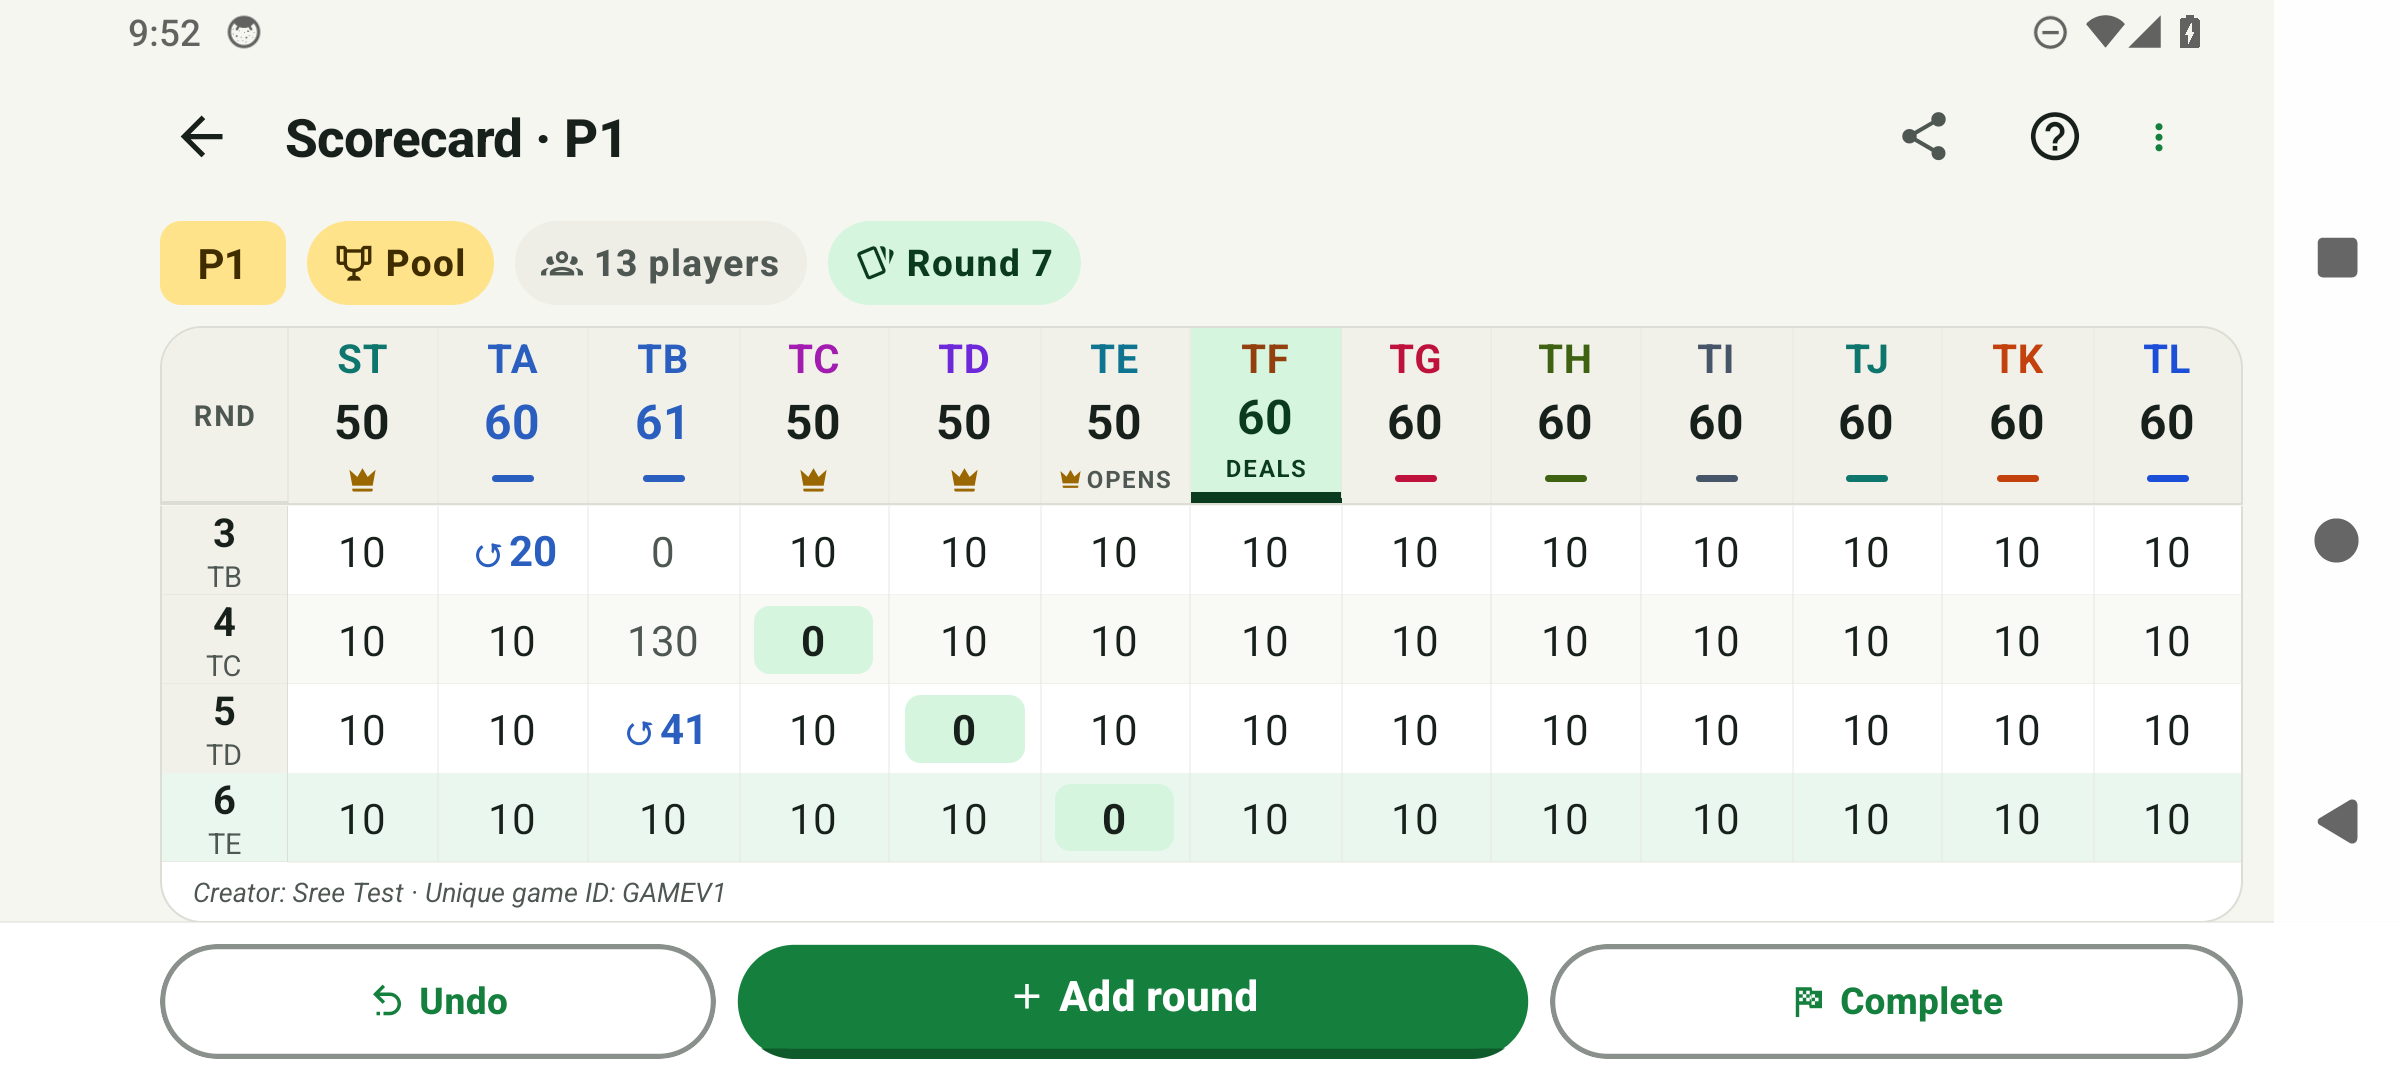 9:52
Scorecard · P1
P1 Pool 13 players Round 7
RND ST TA TB TC TD TE TF TG TH TI TJ TK TL
50 60 61 50 50 50 60 60 60 60 60 60 60
OPENS DEALS
3 TB 10 20 0 10 10 10 10 10 10 10 10 10 10
4 TC 10 10 130 0 10 10 10 10 10 10 10 10 10
5 TD 10 10 41 10 0 10 10 10 10 10 10 10 10
6 TE 10 10 10 10 10 0 10 10 10 10 10 10 10
Creator: Sree Test · Unique game ID: GAMEV1
Undo + Add round Complete